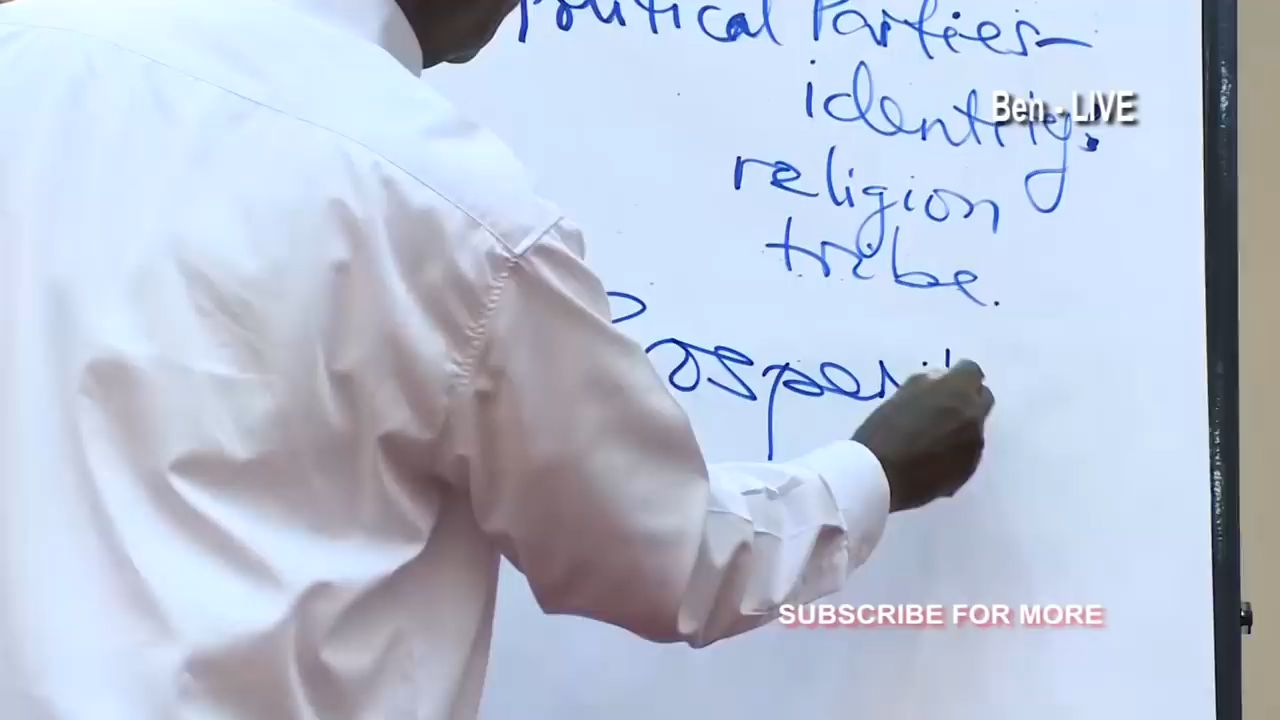 Political Parties-
identity:
religion
tribe.
Ben - LIVE
SUBSCRIBE FOR MORE